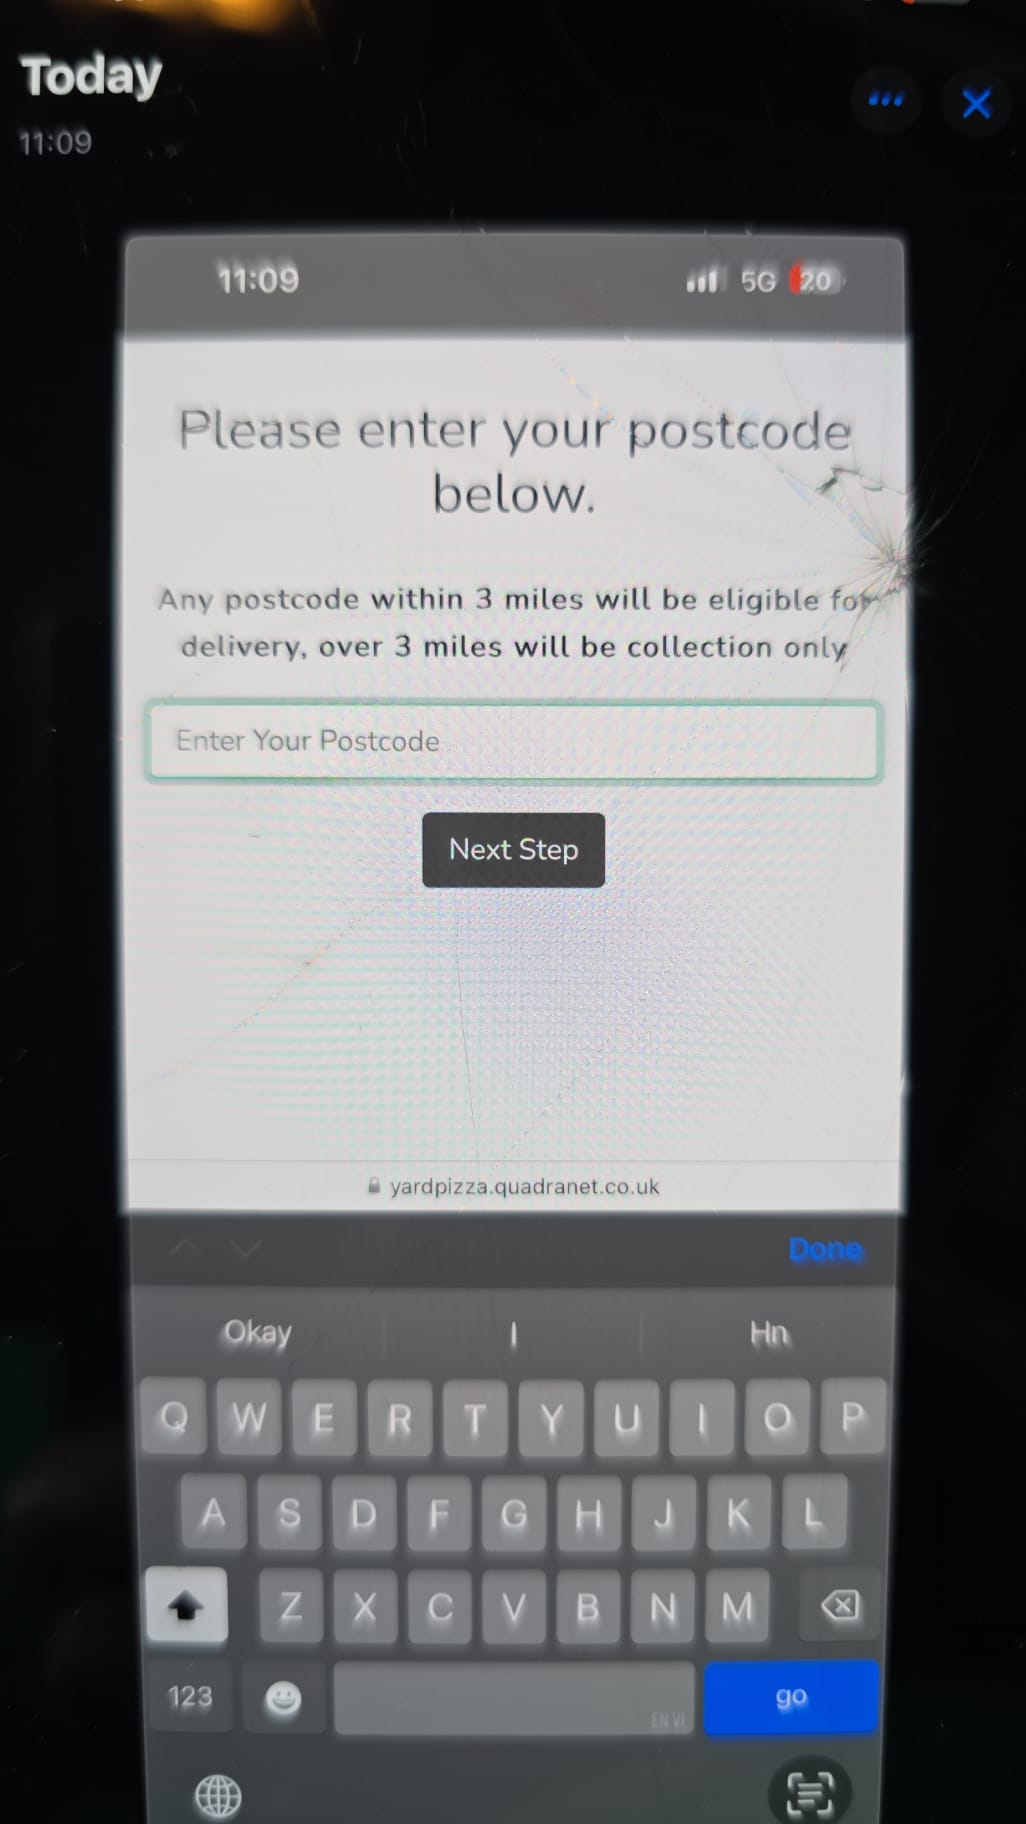 Today
11:09
11:09 5G 20
Please enter your postcode
below.
Any postcode within 3 miles will be eligible for
delivery, over 3 miles will be collection only
Enter Your Postcode
Next Step
yardpizza.quadranet.co.uk
Done
Okay I Hn
Q W E R T Y U I O P
A S D F G H J K L
Z X C V B N M
123 EN VI go